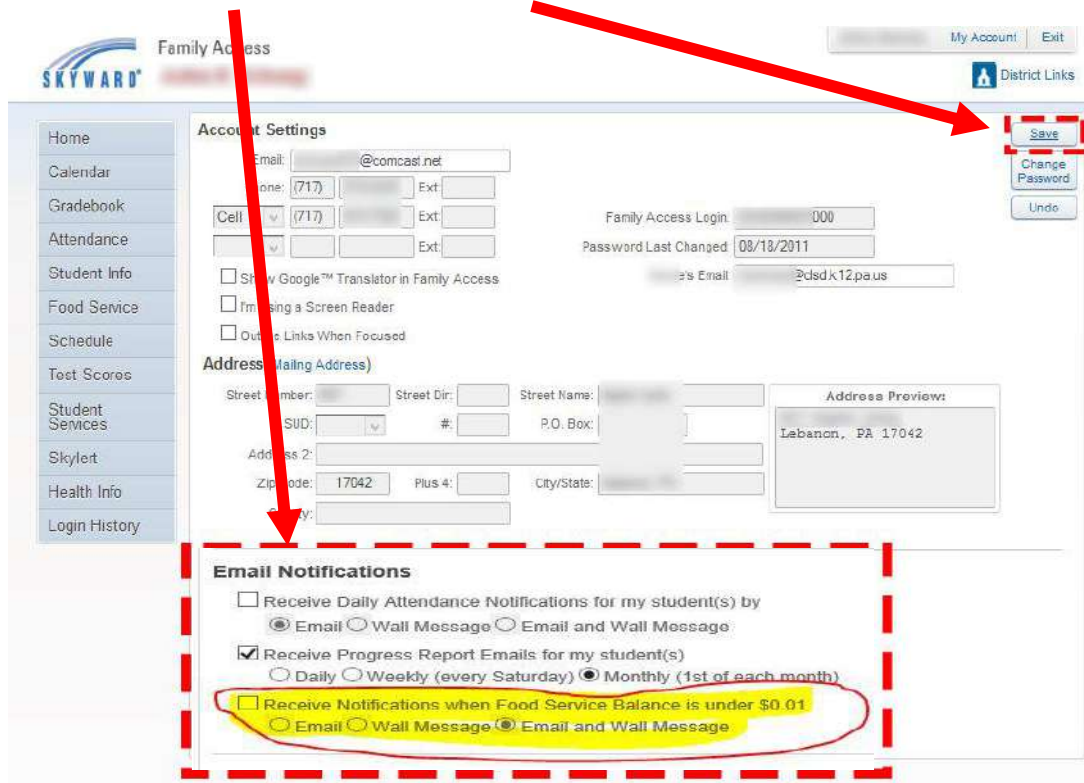 Family Access
My Account Exit
SKYWARD
District Links
Home
Calendar
Gradebook
Attendance
Student Info
Food Service
Schedule
Test Scores
Student
Services
Skylert
Health Info
Login History
Account Settings
Email: @comcast.net
(717) Ext:
Cell (717) Ext:
Ext:
Family Access Login: 000
Password Last Changed: 08/18/2011
's Email @clsd.k12.pa.us
Show Google™ Translator in Family Access
I'm using a Screen Reader
Links When Focused
Save
Change
Password
Undo
Address (Mailing Address)
Street Number: Street Dir: Street Name:
SUD: #: P.O. Box:
Address 2:
Zip Code: 17042 Plus 4: City/State:
Address Preview:
Lebanon, PA 17042
Email Notifications
Receive Daily Attendance Notifications for my student(s) by
Email Wall Message Email and Wall Message
Receive Progress Report Emails for my student(s)
Daily Weekly (every Saturday) Monthly (1st of each month)
Receive Notifications when Food Service Balance is under $0.01
Email Wall Message Email and Wall Message